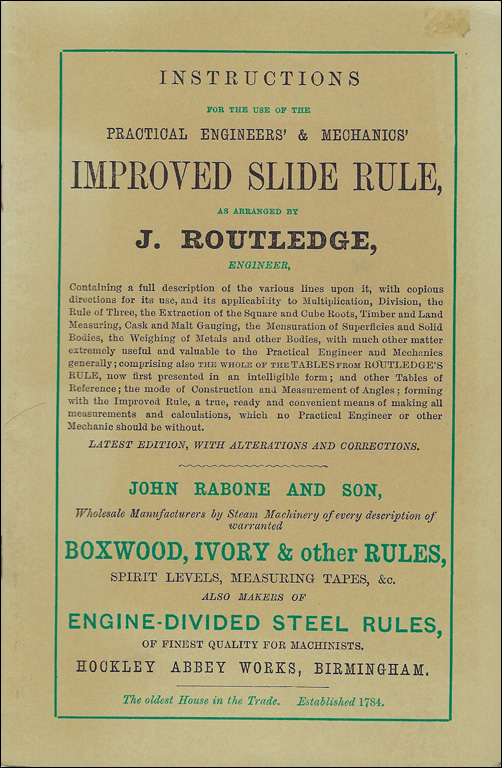 INSTRUCTIONS
FOR THE USE OF THE
PRACTICAL ENGINEERS' & MECHANICS'
IMPROVED SLIDE RULE,
AS ARRANGED BY
J. ROUTLEDGE,
ENGINEER,
Containing a full description of the various lines upon it, with copious
directions for its use, and its applicability to Multiplication, Division, the
Rule of Three, the Extraction of the Square and Cube Roots, Timber and Land
Measuring, Cask and Malt Gauging, the Mensuration of Superficies and Solid
Bodies, the Weighing of Metals and other Bodies, with much other matter
extremely useful and valuable to the Practical Engineer and Mechanics
generally; comprising also THE WHOLE OF THE TABLES FROM ROUTLEDGE'S
RULE, now first presented in an intelligible form; and other Tables of
Reference; the mode of Construction and Measurement of Angles; forming
with the Improved Rule, a true, ready and convenient means of making all
measurements and calculations, which no Practical Engineer or other
Mechanic should be without.
LATEST EDITION, WITH ALTERATIONS AND CORRECTIONS.
JOHN RABONE AND SON,
Wholesale Manufacturers by Steam Machinery of every description of
warranted
BOXWOOD, IVORY & other RULES,
SPIRIT LEVELS, MEASURING TAPES, &c.
ALSO MAKERS OF
ENGINE-DIVIDED STEEL RULES,
OF FINEST QUALITY FOR MACHINISTS.
HOCKLEY ABBEY WORKS, BIRMINGHAM.
The oldest House in the Trade. Established 1784.